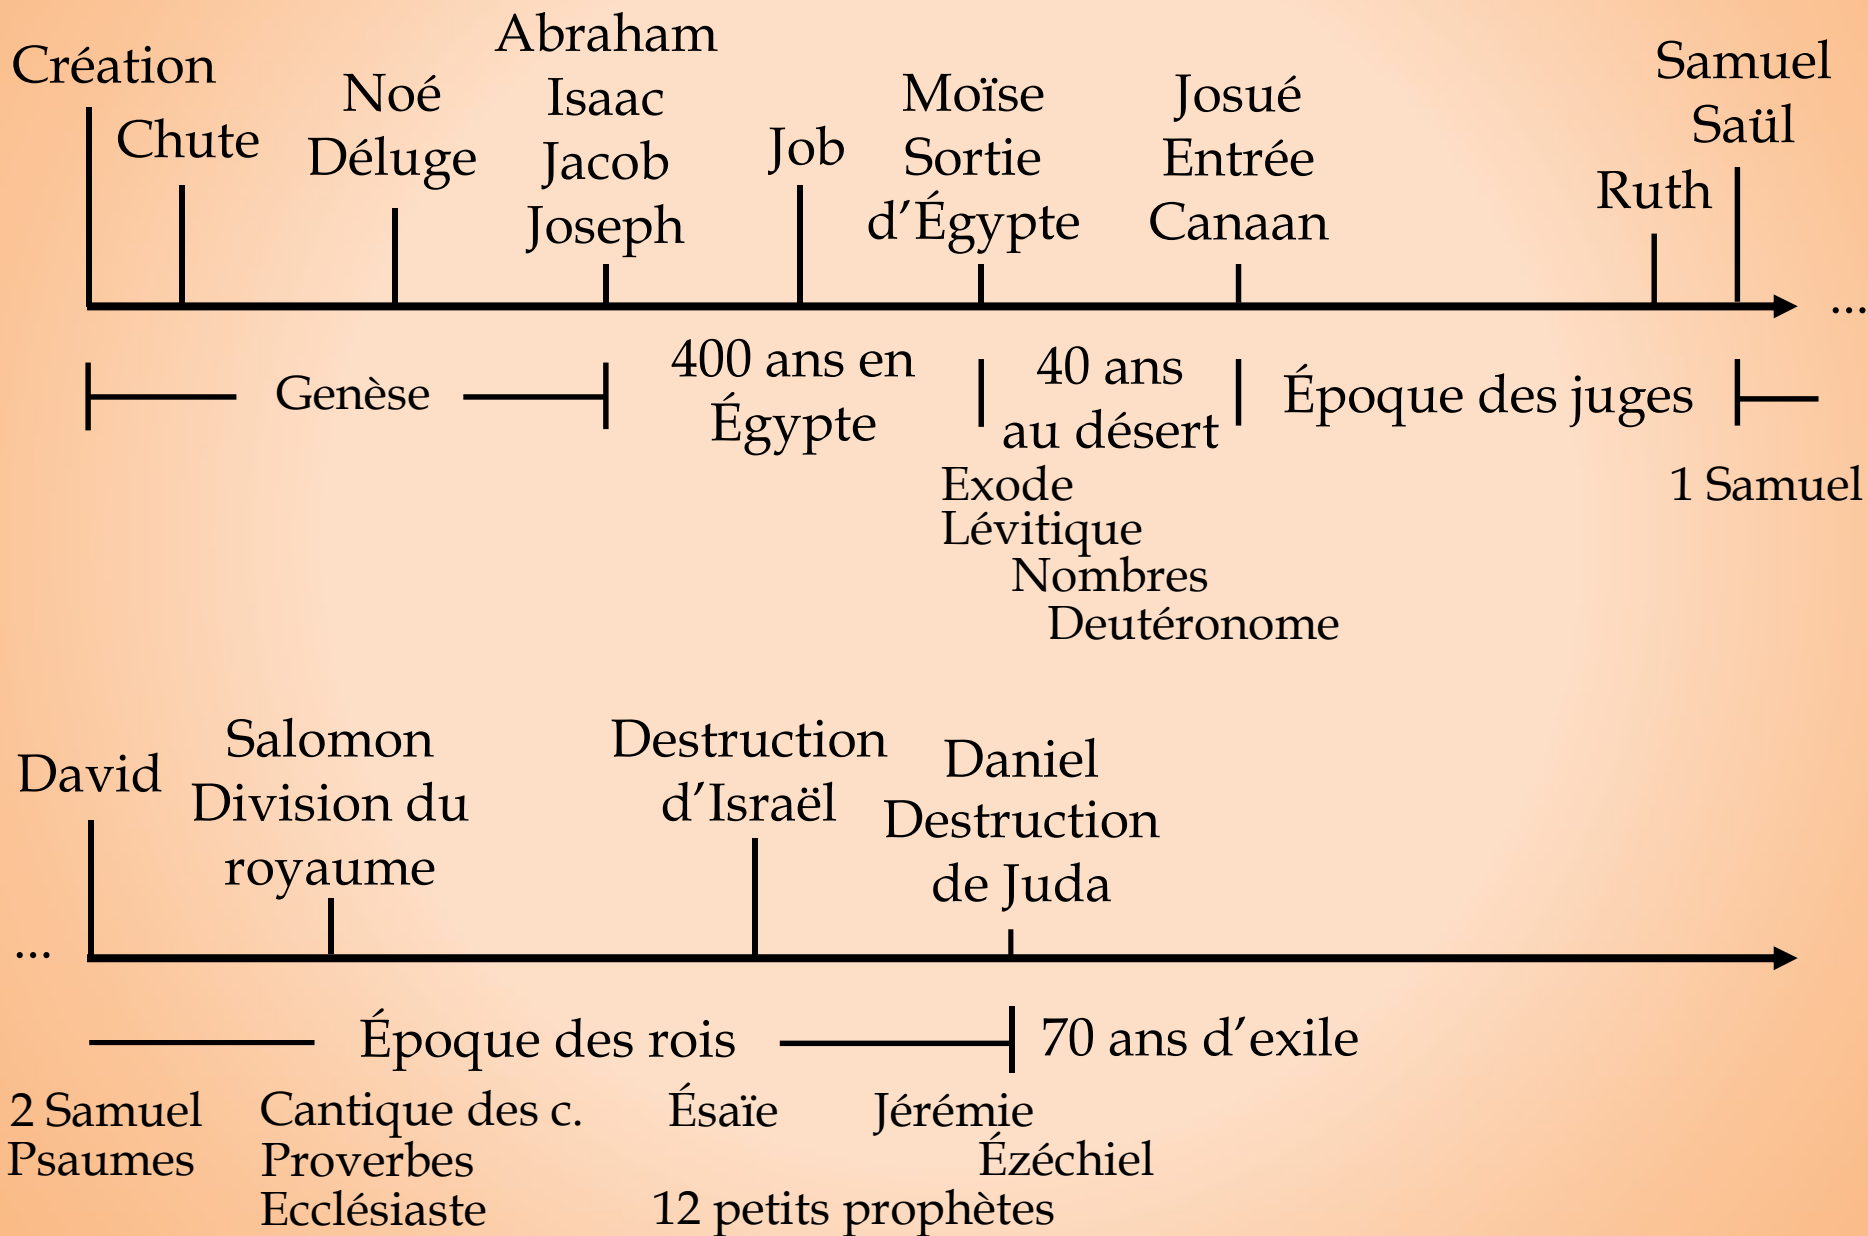 Création
Chute
Noé
Déluge
Abraham
Isaac
Jacob
Joseph
Job
Moïse
Sortie
d’Égypte
Josué
Entrée
Canaan
Ruth
Samuel
Saül
...
Genèse
400 ans en
Égypte
40 ans
au désert
Époque des juges
Exode
Lévitique
Nombres
Deutéronome
1 Samuel
David
Salomon
Division du
royaume
Destruction
d’Israël
Daniel
Destruction
de Juda
...
Époque des rois
70 ans d’exile
2 Samuel
Psaumes
Cantique des c.
Proverbes
Ecclésiaste
Ésaïe
Jérémie
Ézéchiel
12 petits prophètes